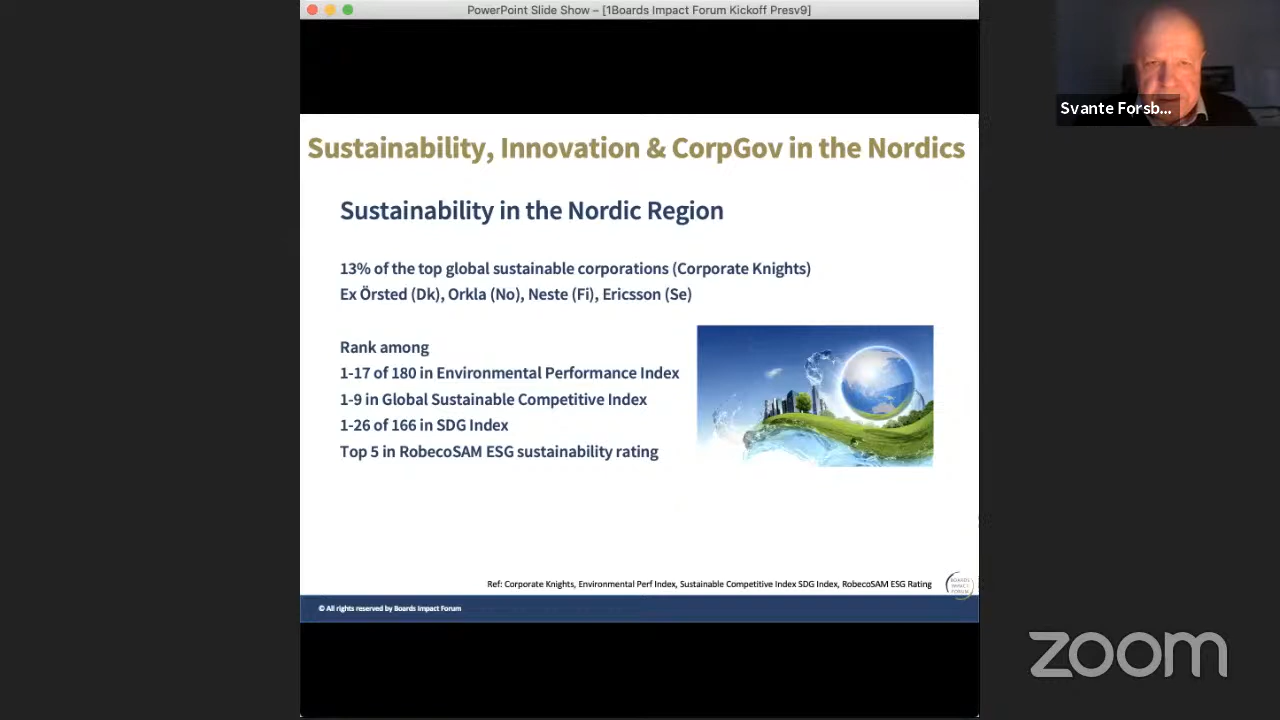 PowerPoint Slide Show – [1Boards Impact Forum Kickoff Presv9]
Svante Forsb...
Sustainability, Innovation & CorpGov in the Nordics
Sustainability in the Nordic Region
13% of the top global sustainable corporations (Corporate Knights)
Ex Örsted (Dk), Orkla (No), Neste (Fi), Ericsson (Se)
Rank among
1-17 of 180 in Environmental Performance Index
1-9 in Global Sustainable Competitive Index
1-26 of 166 in SDG Index
Top 5 in RobecoSAM ESG sustainability rating
Ref: Corporate Knights, Environmental Perf Index, Sustainable Competitive Index SDG Index, RobecoSAM ESG Rating
BOARDS
IMPACT
FORUM
© All rights reserved by Boards Impact Forum
zoom